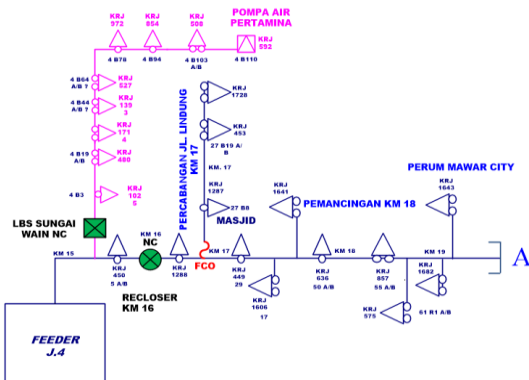 KRJ
972
KRJ
854
KRJ
508
POMPA AIR
PERTAMINA
KRJ
592
4 B76
4 B94
4 B103
A/B
4 B110
4 B64
A/B ?
KRJ
527
4 B44
A/B ?
KRJ
139
3
KRJ
171
4
4 B19
A/B
KRJ
480
4 B3
KRJ
102
5
LBS SUNGAI
WAIN NC
PERCABANGAN JL. LINDUNG
KM 17
KRJ
1728
KRJ
453
27 B19 A/
B
KM. 17
KRJ
1287
27 B8
MASJID
KRJ
1641
PEMANCINGAN KM 18
PERUM MAWAR CITY
KRJ
1643
KM 15
KM 16
NC
KM 17
KM 18
KM 19
A
KRJ
450
5 A/B
RECLOSER
KM 16
KRJ
1288
FCO
KRJ
449
29
KRJ
1606
17
KRJ
636
50 A/B
KRJ
857
55 A/B
KRJ
1682
KRJ
575
61 R1 A/B
FEEDER
J.4